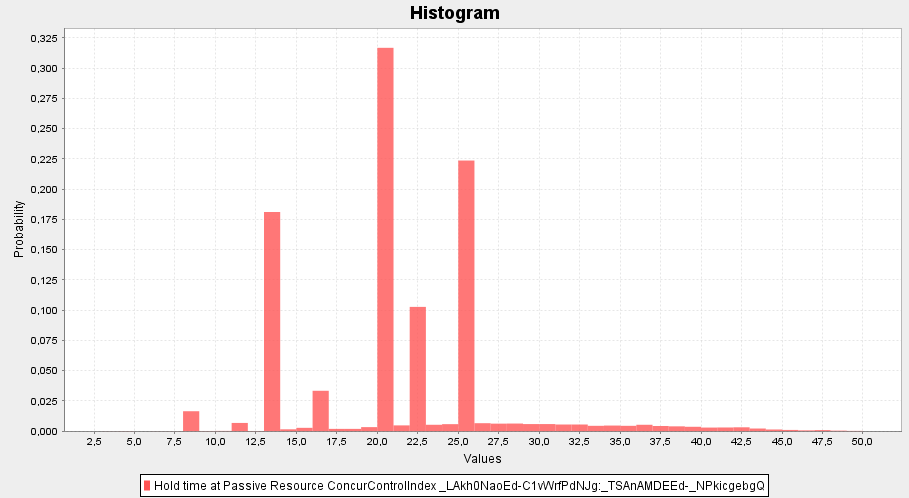 Histogram
0,325
0,300
0,275
0,250
0,225
0,200
0,175
0,150
0,125
0,100
0,075
0,050
0,025
0,000
Probability
2,5 5,0 7,5 10,0 12,5 15,0 17,5 20,0 22,5 25,0 27,5 30,0 32,5 35,0 37,5 40,0 42,5 45,0 47,5 50,0
Values
Hold time at Passive Resource ConcurControlIndex _LAkh0NaoEd-C1vWrfPdNJg:_TSAnAMDEEd-_NPkicgebgQ